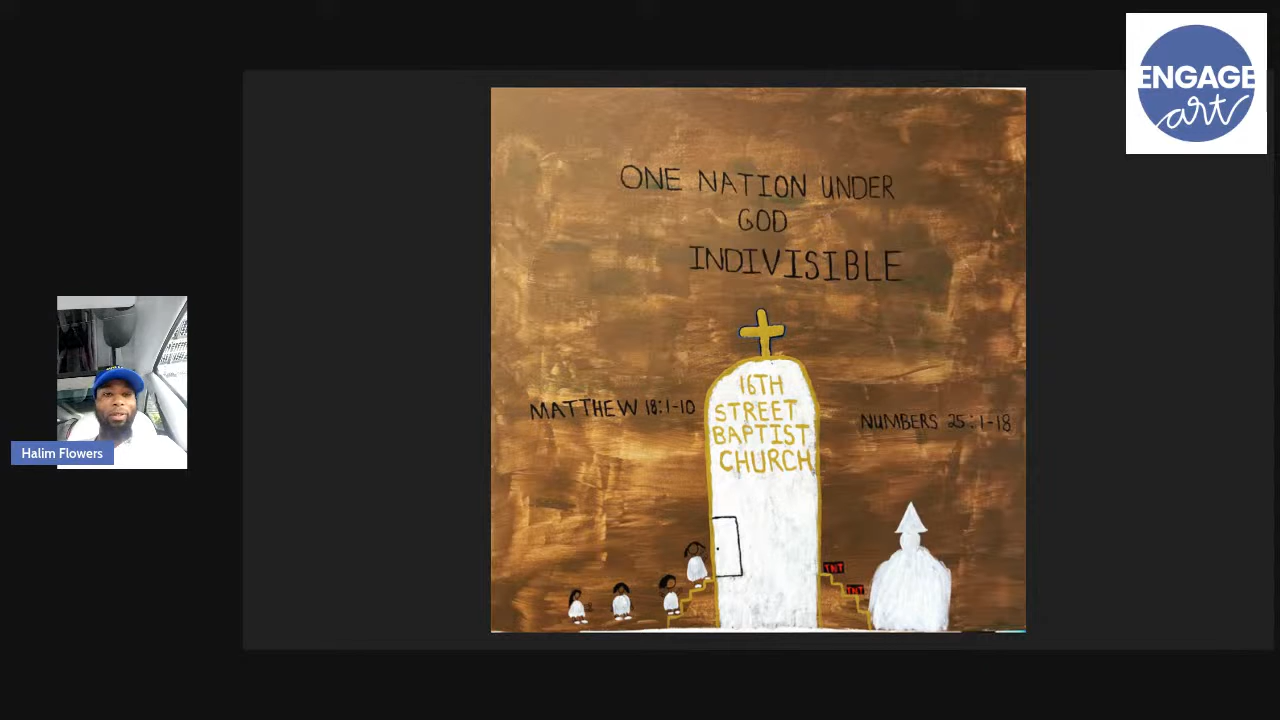 ENGAGE
art
ONE NATION UNDER
GOD
INDIVISIBLE
16TH
STREET
BAPTIST
CHURCH
MATTHEW 18:1-10
NUMBERS 25:1-18
TNT
TNT
Halim Flowers